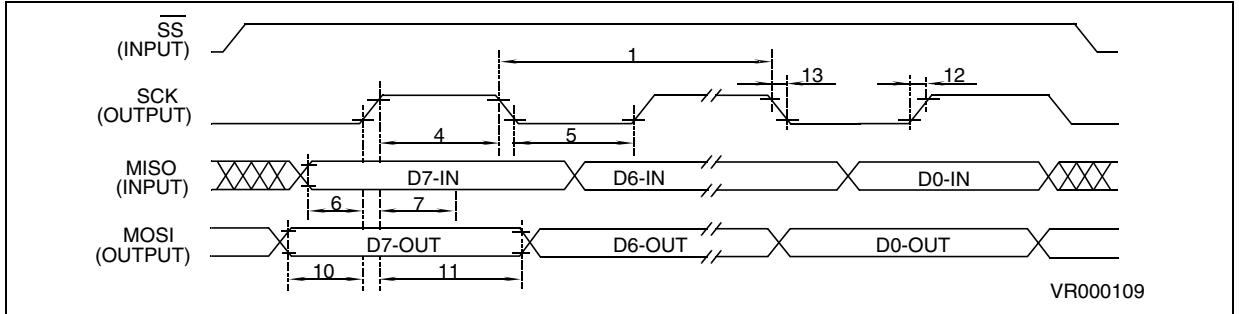 SS
(INPUT)
1
13
12
SCK
(OUTPUT)
4
5
MISO
(INPUT)
D7-IN
D6-IN
D0-IN
6
7
MOSI
(OUTPUT)
D7-OUT
D6-OUT
D0-OUT
10
11
VR000109